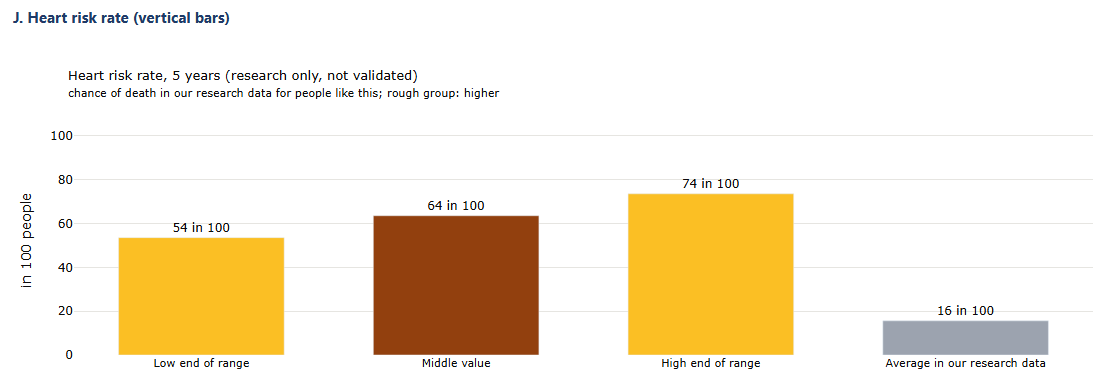 J. Heart risk rate (vertical bars)
Heart risk rate, 5 years (research only, not validated)
chance of death in our research data for people like this; rough group: higher
in 100 people
100
80
60
40
20
0
54 in 100
64 in 100
74 in 100
16 in 100
Low end of range
Middle value
High end of range
Average in our research data